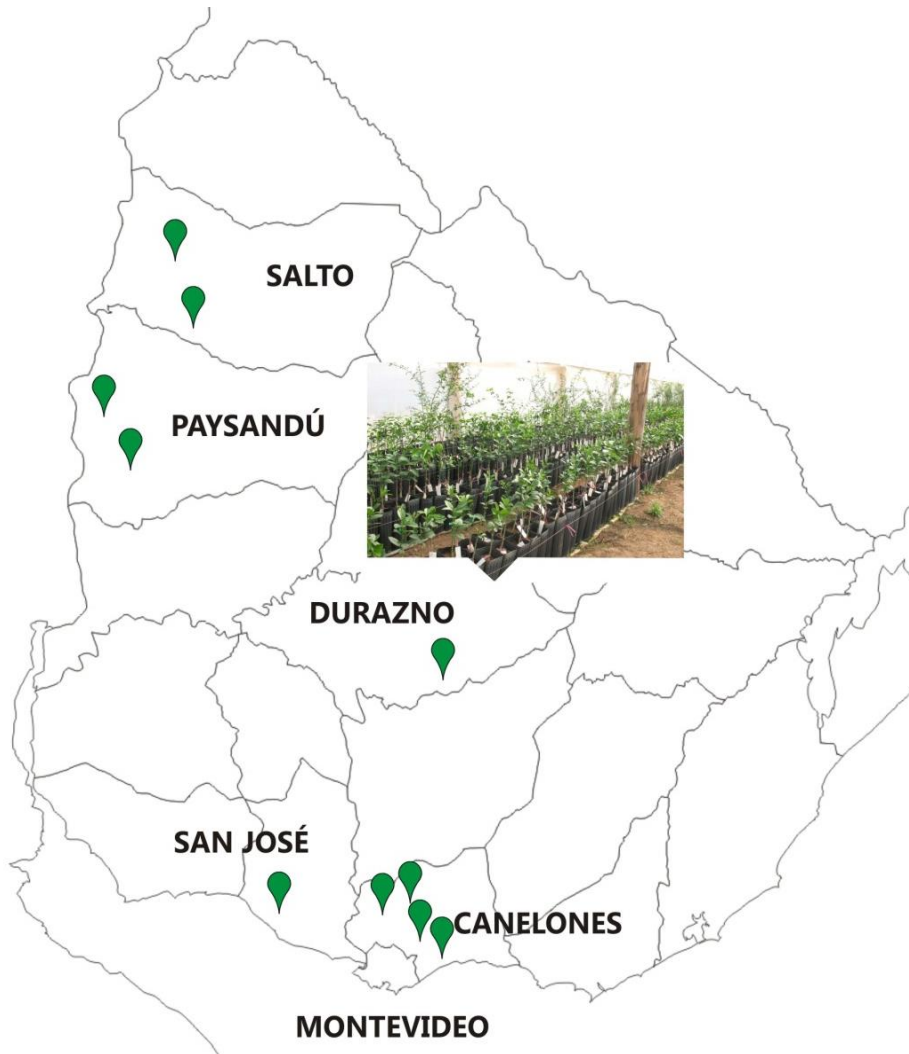 SALTO
PAYSANDÚ
DURAZNO
SAN JOSÉ
CANELONES
MONTEVIDEO